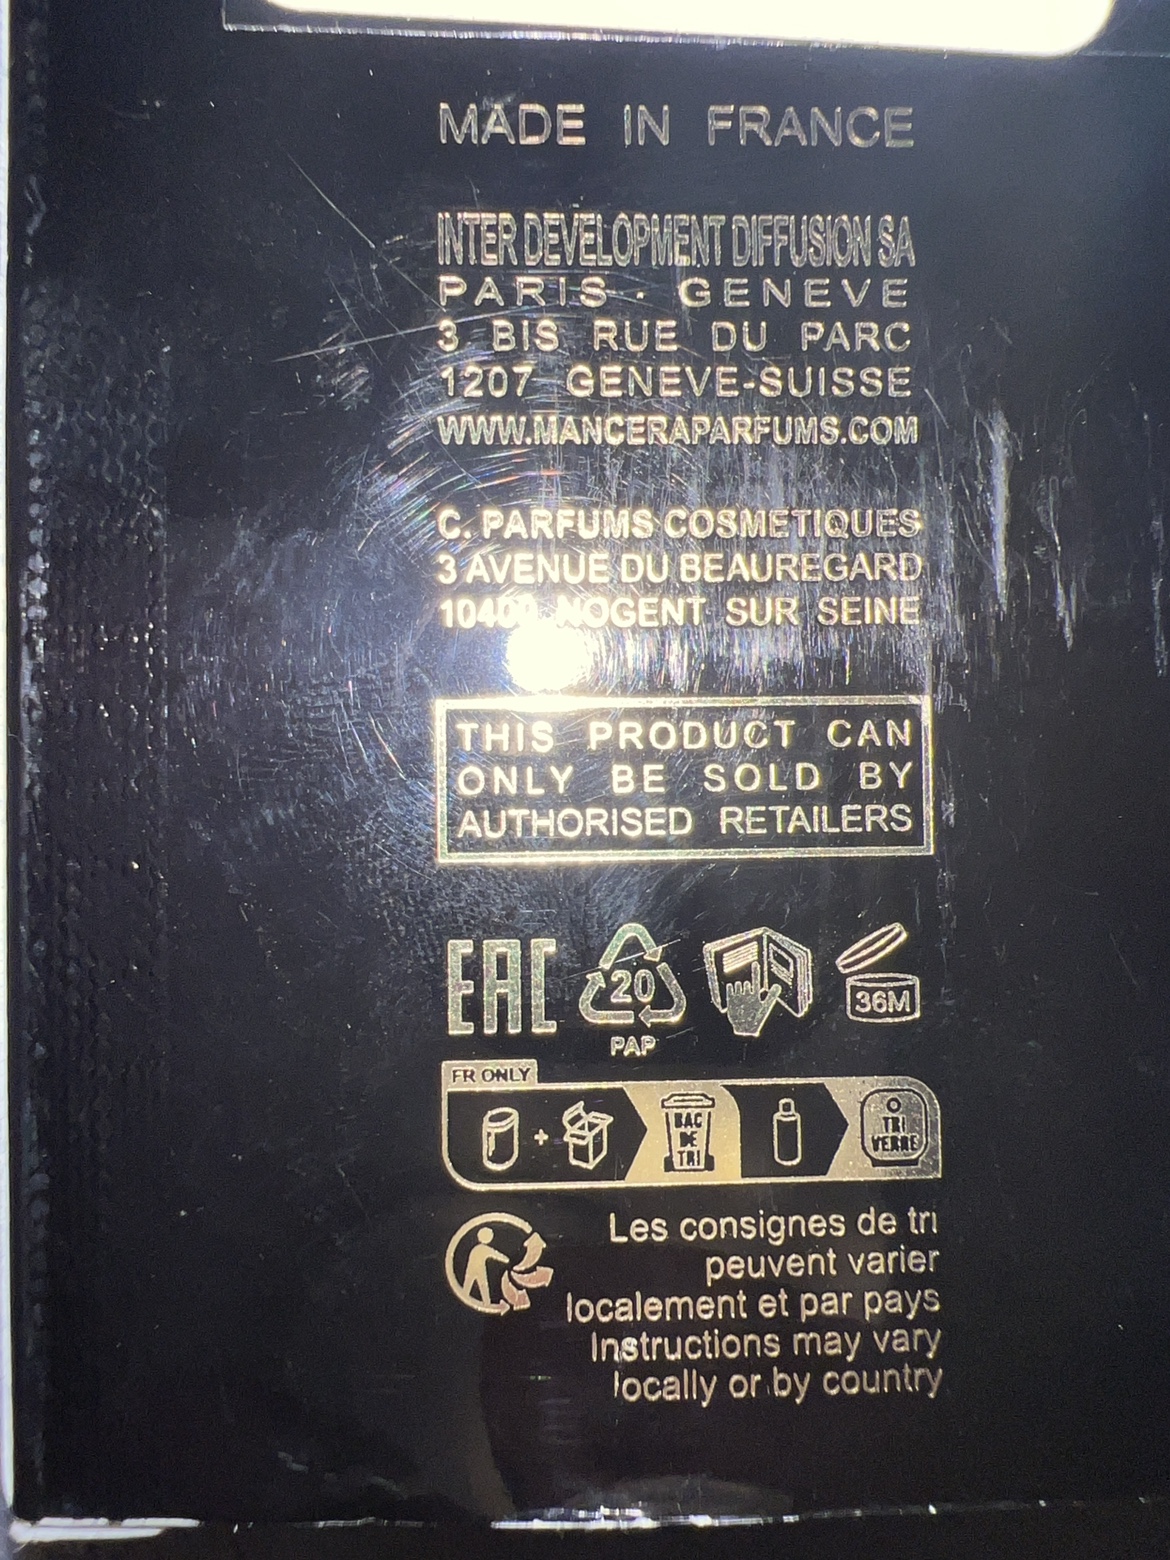 MADE IN FRANCE
INTER DEVELOPMENT DIFFUSION SA
PARIS · GENEVE
3 BIS RUE DU PARC
1207 GENEVE-SUISSE
WWW.MANCERAPARFUMS.COM
C. PARFUMS COSMETIQUES
3 AVENUE DU BEAUREGARD
10400 NOGENT SUR SEINE
THIS PRODUCT CAN
ONLY BE SOLD BY
AUTHORISED RETAILERS
EAC
20
PAP
36M
FR ONLY
+
BAC
DE
TRI
TRI
VERRE
Les consignes de tri
peuvent varier
localement et par pays
Instructions may vary
locally or by country